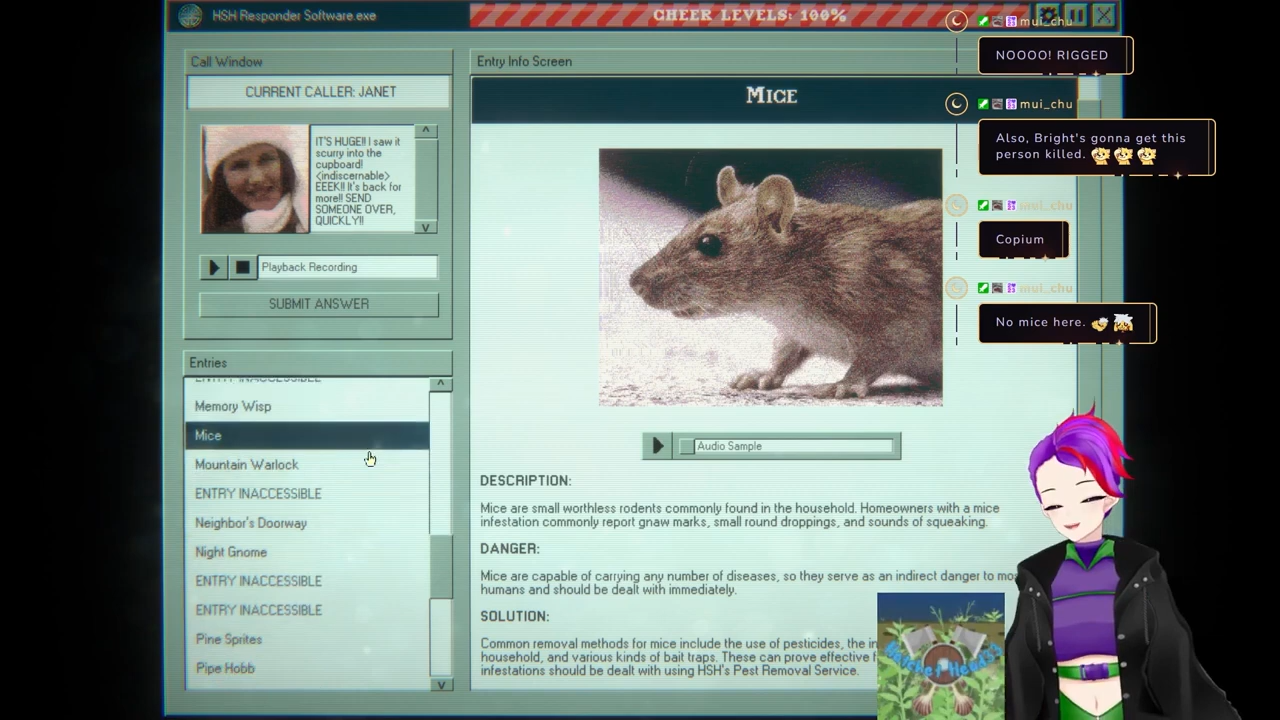 HSH Responder Software.exe
CHEER LEVELS: 100%
Call Window
CURRENT CALLER: JANET
IT'S HUGE!! I saw it
scurry into the
cupboard!
<indiscernable>
EEEK!! It's back for
more!! SEND
SOMEONE OVER,
QUICKLY!!
Playback Recording
SUBMIT ANSWER
Entries
ENTRY INACCESSIBLE
Memory Wisp
Mice
Mountain Warlock
ENTRY INACCESSIBLE
Neighbor's Doorway
Night Gnome
ENTRY INACCESSIBLE
ENTRY INACCESSIBLE
Pine Sprites
Pipe Hobb
Entry Info Screen
MICE
Audio Sample
DESCRIPTION:
Mice are small worthless rodents commonly found in the household. Homeowners with a mice
infestation commonly report gnaw marks, small round droppings, and sounds of squeaking.
DANGER:
Mice are capable of carrying any number of diseases, so they serve as an indirect danger to
humans and should be dealt with immediately.
SOLUTION:
Common removal methods for mice include the use of pesticides, the
household, and various kinds of bait traps. These can prove effective
infestations should be dealt with using HSH's Pest Removal Service.
mui_chu
NOOOO! RIGGED
mui_chu
Also, Bright's gonna get this
person killed.
mui_chu
Copium
mui_chu
No mice here.